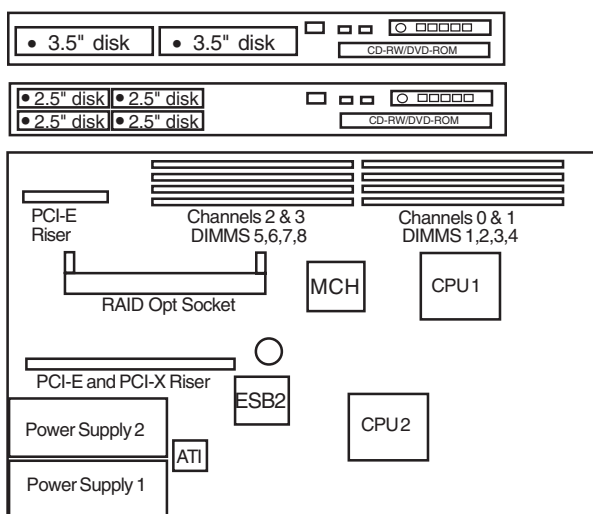 3.5" disk
3.5" disk
CD-RW/DVD-ROM
2.5" disk
2.5" disk
2.5" disk
2.5" disk
CD-RW/DVD-ROM
PCI-E
Riser
Channels 2 & 3
DIMMS 5,6,7,8
Channels 0 & 1
DIMMS 1,2,3,4
RAID Opt Socket
MCH
CPU1
PCI-E and PCI-X Riser
ESB2
CPU2
Power Supply 2
ATI
Power Supply 1